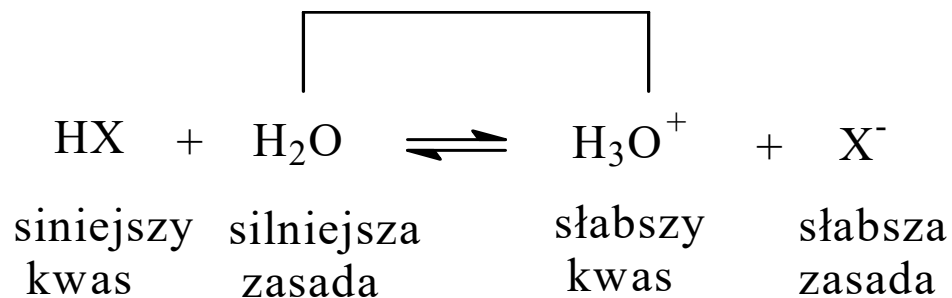 HX + H₂O ⇌ H₃O⁺ + X⁻
siniejszy silniejsza słabszy słabsza
kwas zasada kwas zasada